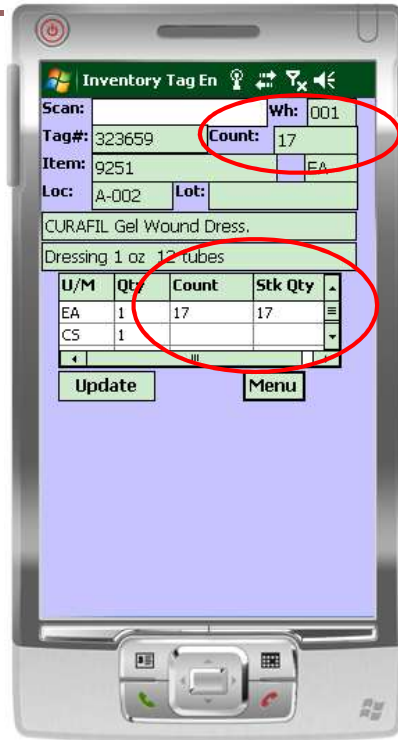 Inventory Tag En
Scan: Wh: 001
Tag#: 323659 Count: 17
Item: 9251 EA
Loc: A-002 Lot:
CURAFIL Gel Wound Dress.
Dressing 1 oz 12 tubes
U/M Qty Count Stk Qty
EA 1 17 17
CS 1
Update Menu